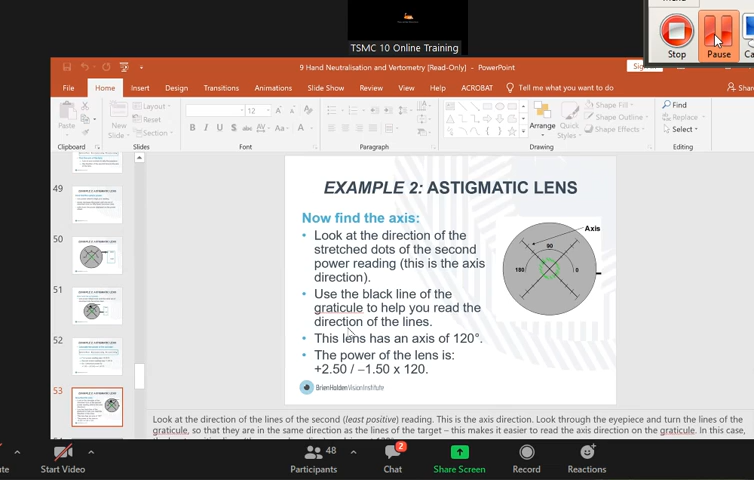 Menu
Stop
Pause
TSMC 10 Online Training
9 Hand Neutralisation and Vertometry [Read-Only] - PowerPoint
File Home Insert Design Transitions Animations Slide Show Review View Help ACROBAT Tell me what you want to do
Paste
New
Slide
Layout
Reset
Section
12
Arrange
Quick
Styles
Shape Fill
Shape Outline
Shape Effects
Find
Replace
Select
Clipboard Slides Font Paragraph Drawing Editing
49
50
51
52
53
EXAMPLE 2: ASTIGMATIC LENS
Now find the axis:
• Look at the direction of the
stretched dots of the second
power reading (this is the axis
direction).
• Use the black line of the
graticule to help you read the
direction of the lines.
• This lens has an axis of 120°.
• The power of the lens is:
+2.50 / −1.50 x 120.
Axis
90
180
0
Brien Holden Vision Institute
Look at the direction of the lines of the second (least positive) reading. This is the axis direction. Look through the eyepiece and turn the lines of the
graticule, so that they are in the same direction as the lines of the target – this makes it easier to read the axis direction on the graticule. In this case,
Start Video
Participants
48
Chat
2
Share Screen
Record
Reactions